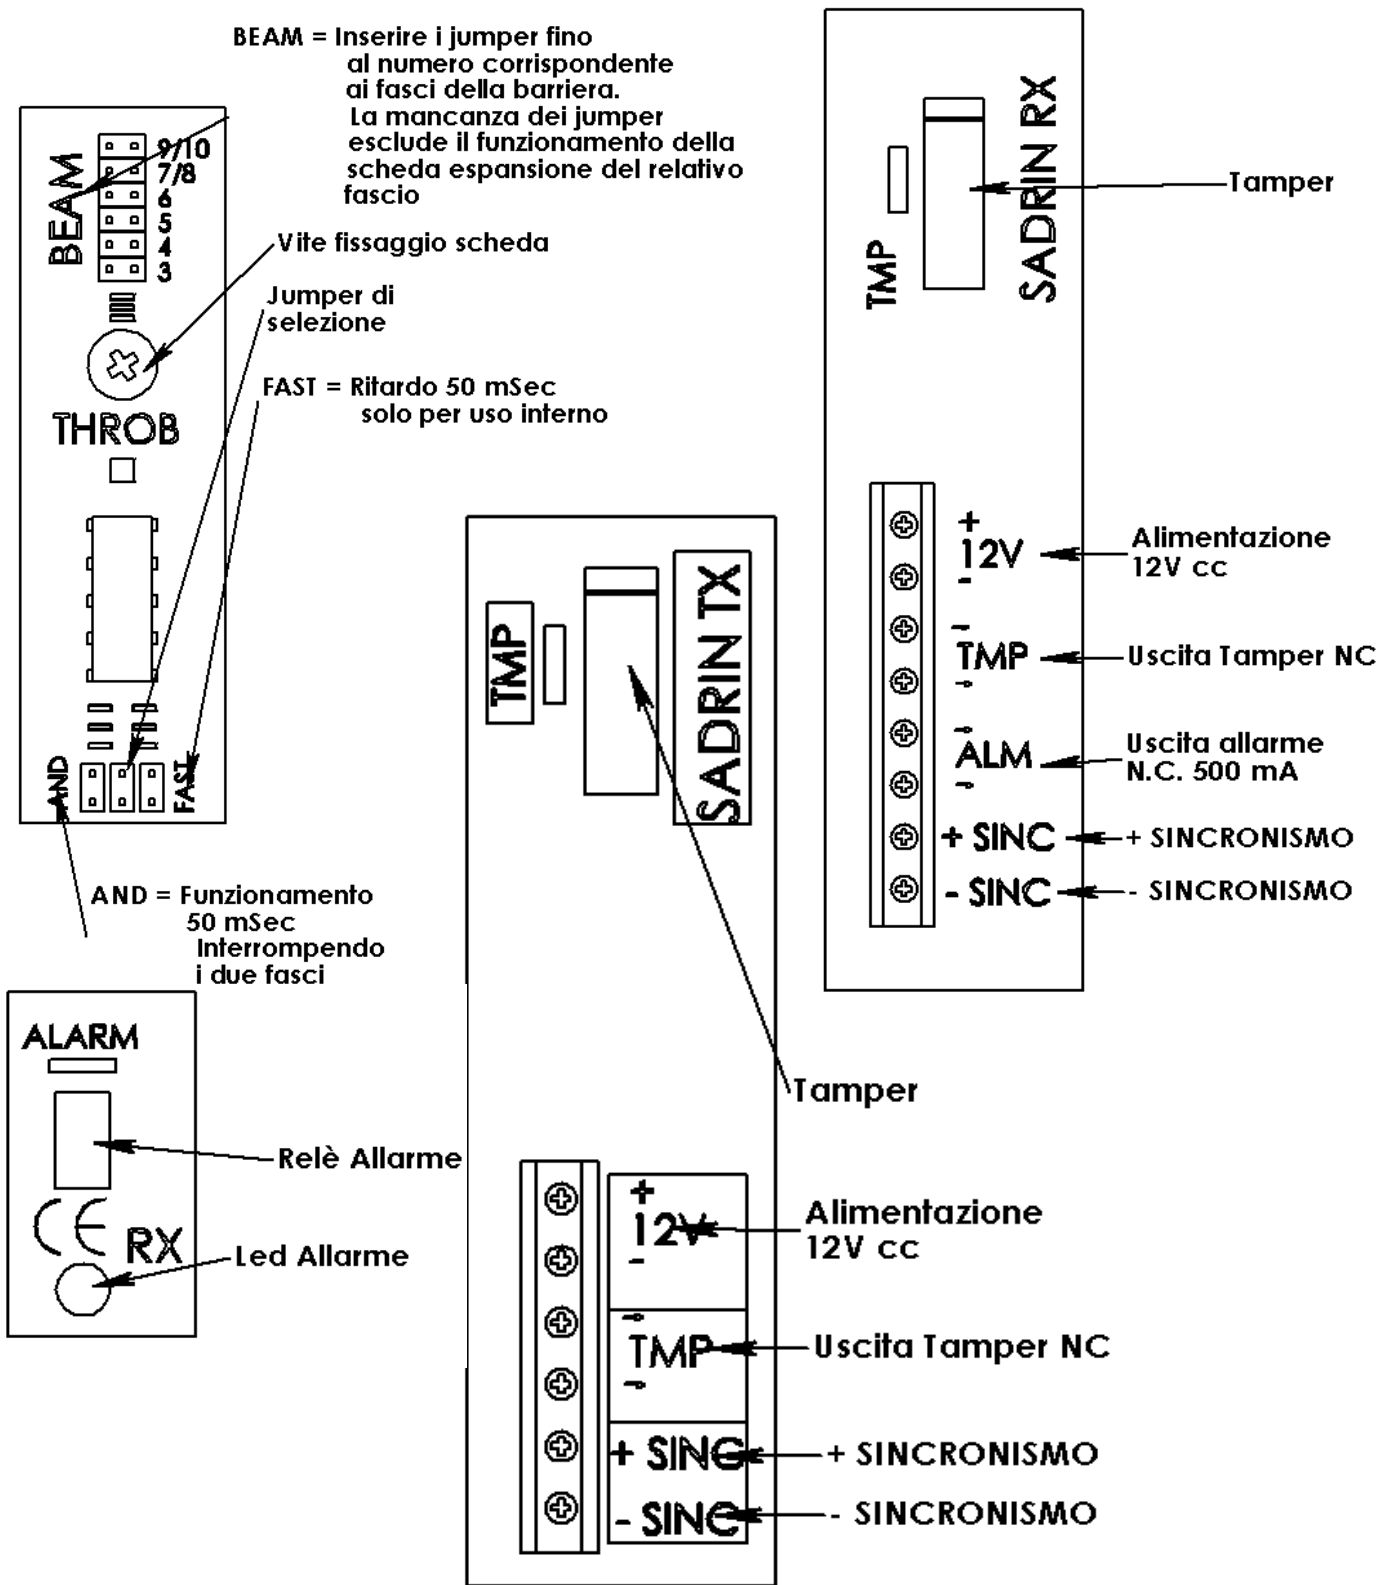 BEAM = Inserire i jumper fino
al numero corrispondente
ai fasci della barriera.
La mancanza dei jumper
esclude il funzionamento della
scheda espansione del relativo
fascio
BEAM
9/10
7/8
6
5
4
3
Vite fissaggio scheda
Jumper di
selezione
FAST = Ritardo 50 mSec
solo per uso interno
THROB
AND
FAST
AND = Funzionamento
50 mSec
Interrompendo
i due fasci
ALARM
Relè Allarme
CE
RX
Led Allarme
TMP
SADRIN TX
Tamper
+
12V
-
Alimentazione
12V cc
TMP
Uscita Tamper NC
+ SINC
+ SINCRONISMO
- SINC
- SINCRONISMO
TMP
SADRIN RX
Tamper
+
12V
-
Alimentazione
12V cc
TMP
Uscita Tamper NC
ALM
Uscita allarme
N.C. 500 mA
+ SINC
+ SINCRONISMO
- SINC
- SINCRONISMO